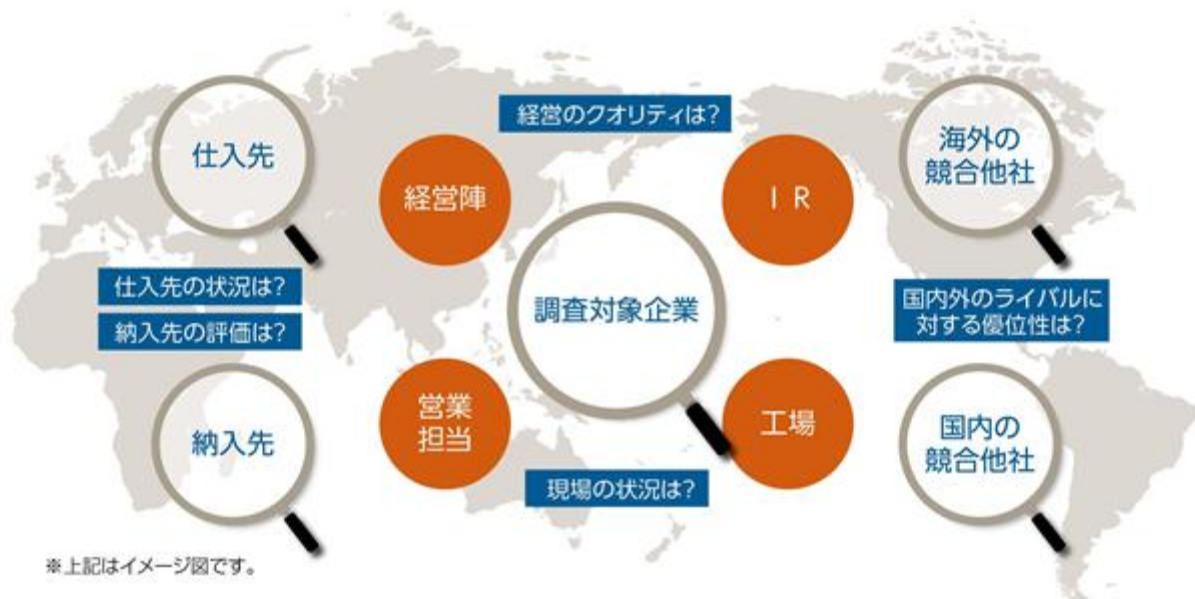 経営のクオリティは?
仕入先
経営陣
I R
海外の
競合他社
調査対象企業
仕入先の状況は?
納入先の評価は?
国内外のライバルに
対する優位性は?
納入先
営業
担当
工場
国内の
競合他社
現場の状況は?
※上記はイメージ図です。